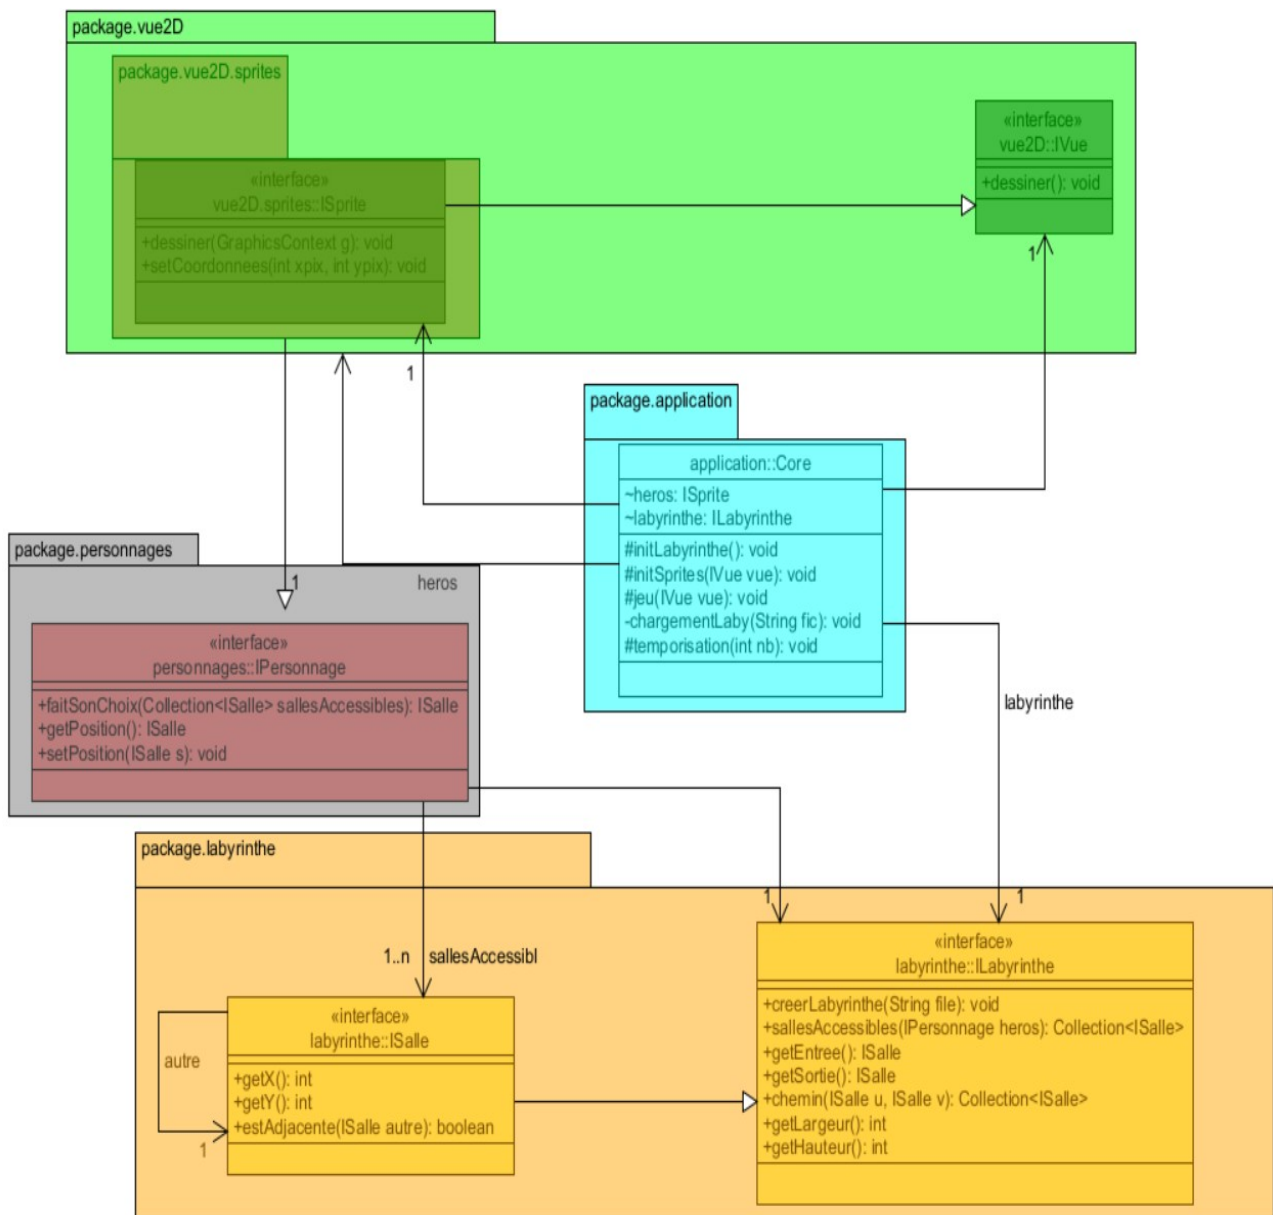 package.vue2D
package.vue2D.sprites
«interface»
vue2D::IVue
+dessiner(): void
«interface»
vue2D.sprites::ISprite
+dessiner(GraphicsContext g): void
+setCoordonnees(int xpix, int ypix): void
1
1
package.application
application::Core
~heros: ISprite
~labyrinthe: ILabyrinthe
#initLabyrinthe(): void
#initSprites(IVue vue): void
#jeu(IVue vue): void
-chargementLaby(String fic): void
#temporisation(int nb): void
package.personnages
1
heros
«interface»
personnages::IPersonnage
+faitSonChoix(Collection<ISalle> sallesAccessibles): ISalle
+getPosition(): ISalle
+setPosition(ISalle s): void
labyrinthe
package.labyrinthe
1
1
1..n
sallesAccessibl
«interface»
labyrinthe::ILabyrinthe
+creerLabyrinthe(String file): void
+sallesAccessibles(IPersonnage heros): Collection<ISalle>
+getEntree(): ISalle
+getSortie(): ISalle
+chemin(ISalle u, ISalle v): Collection<ISalle>
+getLargeur(): int
+getHauteur(): int
«interface»
labyrinthe::ISalle
autre
+getX(): int
+getY(): int
+estAdjacente(ISalle autre): boolean
1